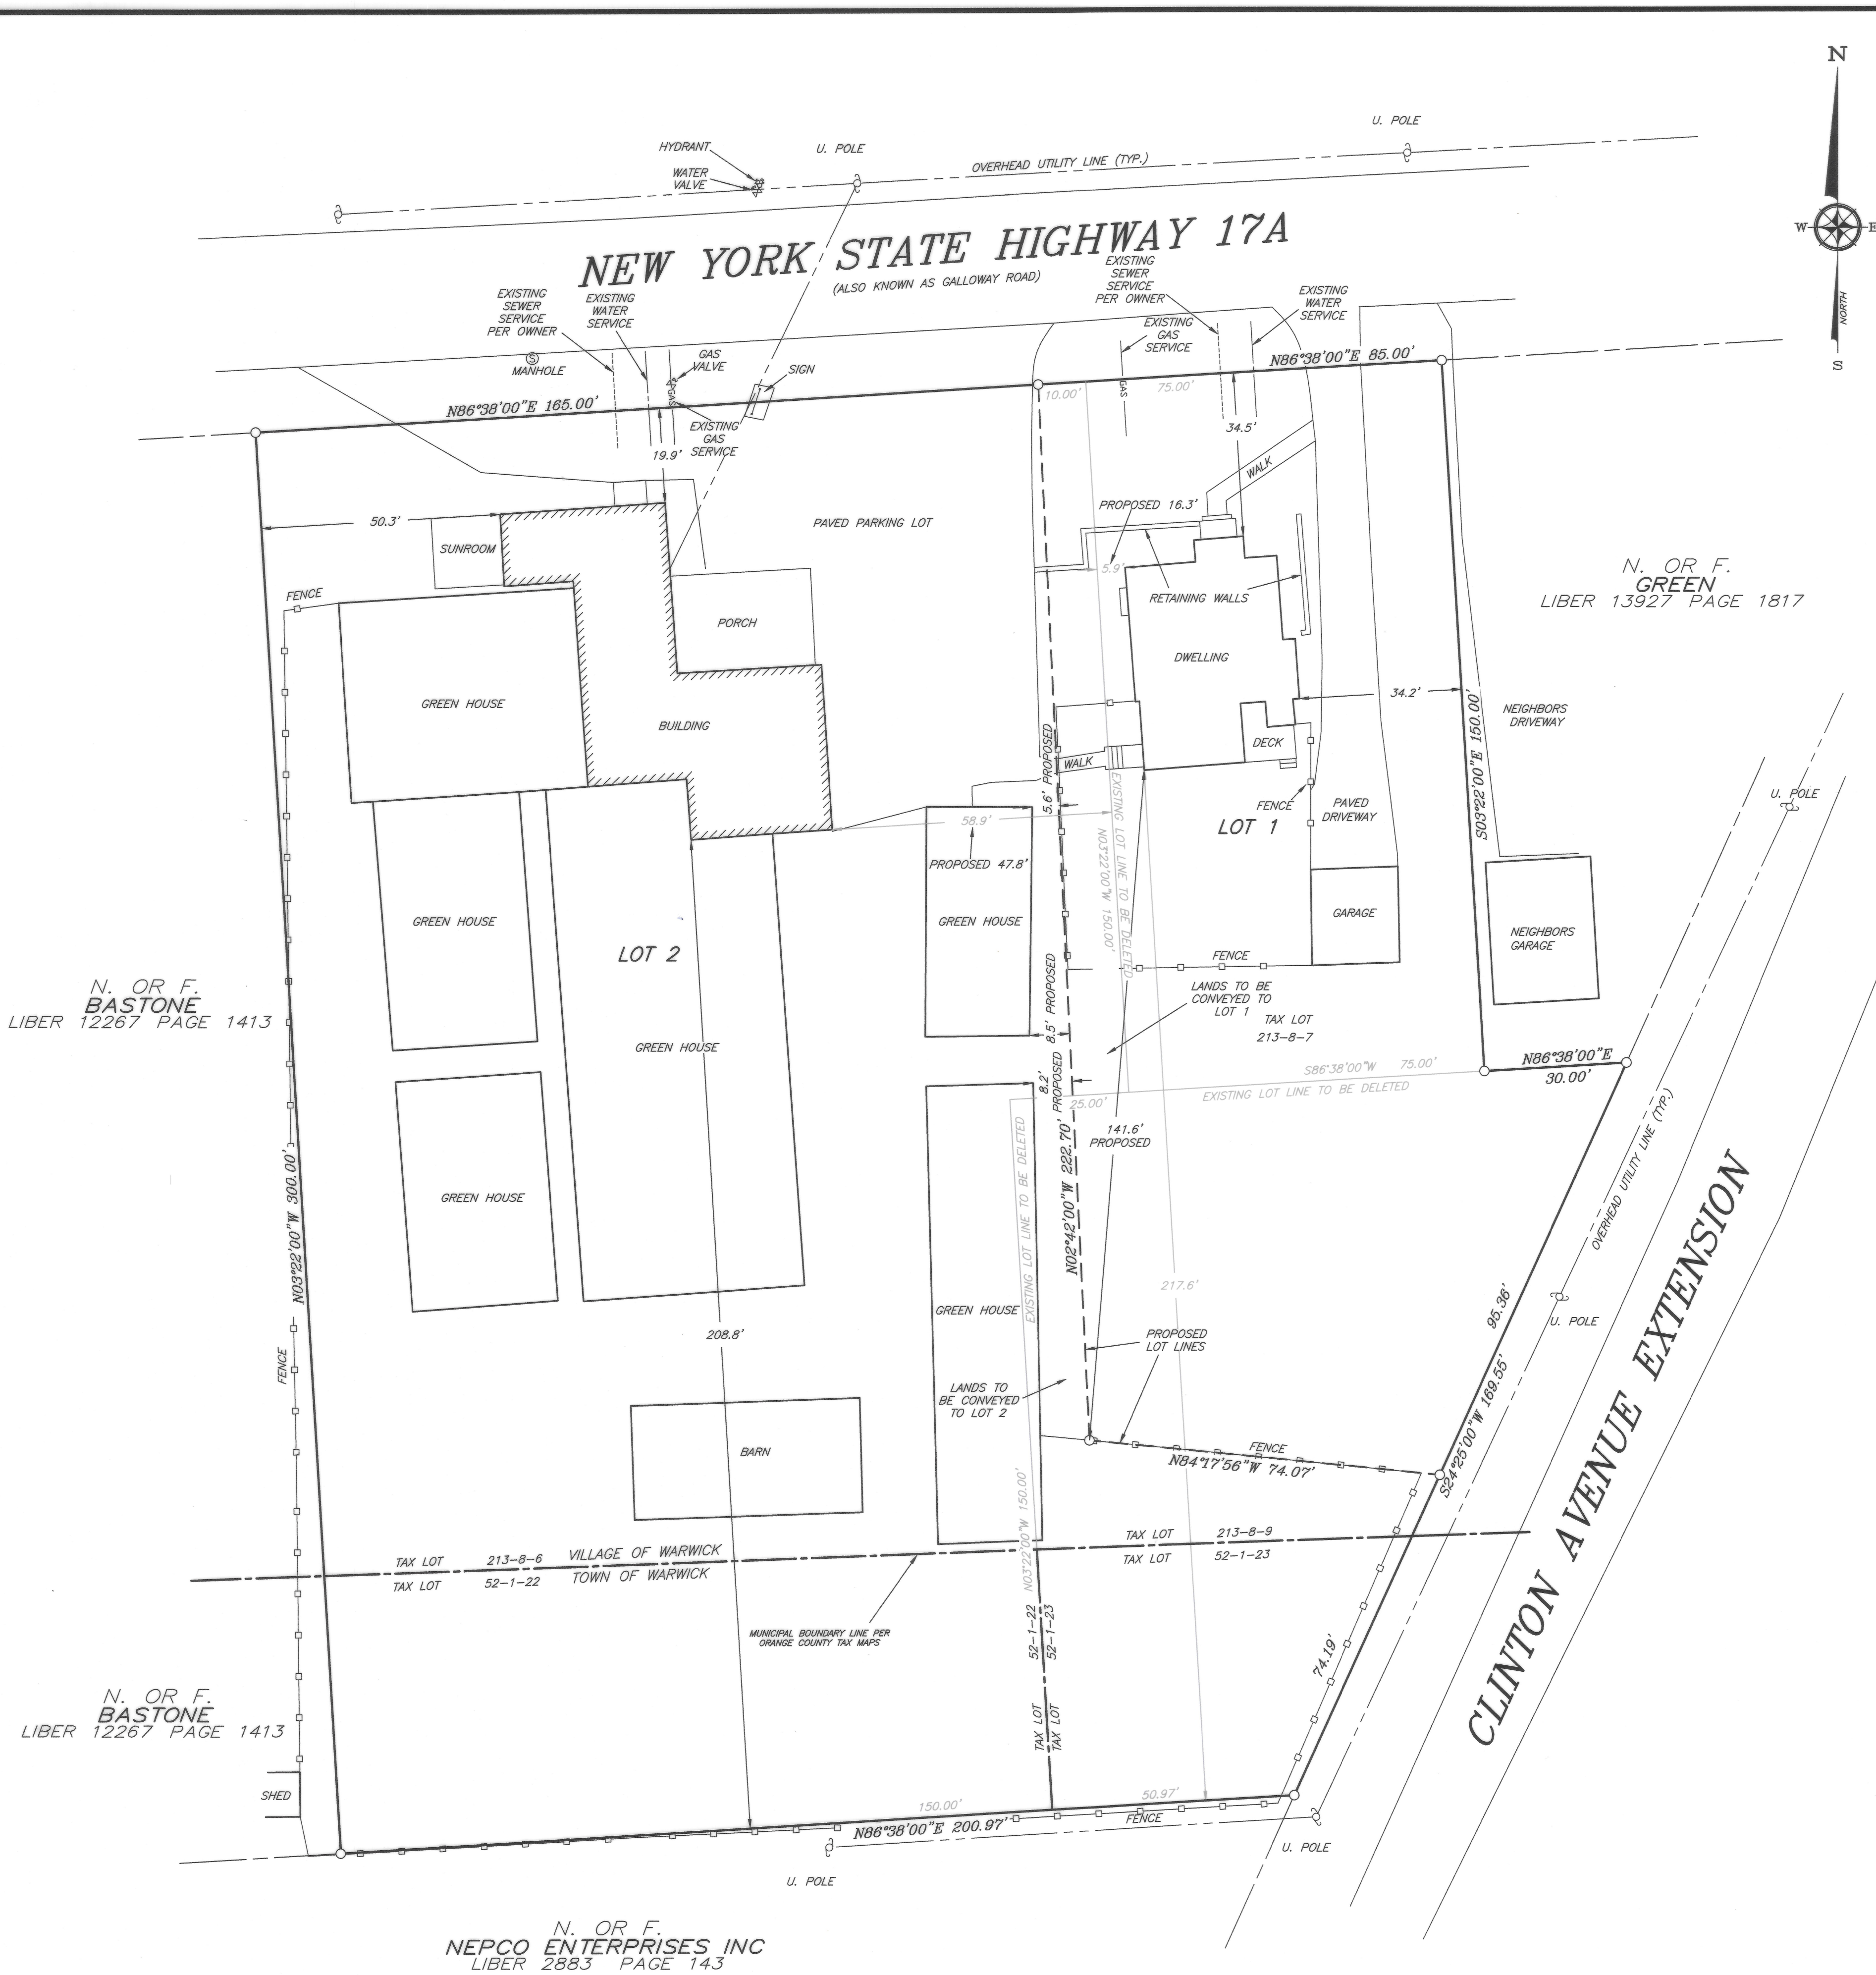 N
W
E
NORTH
S
U. POLE
HYDRANT
U. POLE
WATER
VALVE
OVERHEAD UTILITY LINE (TYP.)
NEW YORK STATE HIGHWAY 17A
(ALSO KNOWN AS GALLOWAY ROAD)
EXISTING
SEWER
SERVICE
PER OWNER
EXISTING
WATER
SERVICE
S
MANHOLE
GAS
VALVE
SIGN
GAS
EXISTING
GAS
SERVICE
EXISTING
SEWER
SERVICE
PER OWNER
EXISTING
GAS
SERVICE
GAS
EXISTING
WATER
SERVICE
N86°38'00"E 165.00'
N86°38'00"E 85.00'
10.00'
75.00'
19.9'
34.5'
50.3'
SUNROOM
PAVED PARKING LOT
WALK
PROPOSED 16.3'
5.9'
RETAINING WALLS
FENCE
PORCH
DWELLING
GREEN HOUSE
BUILDING
34.2'
N. OR F.
GREEN
LIBER 13927 PAGE 1817
NEIGHBORS
DRIVEWAY
S03°22'00"E 150.00'
DECK
WALK
5.6' PROPOSED
FENCE
PAVED
DRIVEWAY
LOT 1
U. POLE
58.9'
PROPOSED 47.8'
EXISTING LOT LINE TO BE DELETED
N03°22'00"W 150.00'
GREEN HOUSE
GREEN HOUSE
GARAGE
NEIGHBORS
GARAGE
LOT 2
FENCE
8.5' PROPOSED
LANDS TO BE
CONVEYED TO
LOT 1
TAX LOT
213-8-7
N. OR F.
BASTONE
LIBER 12267 PAGE 1413
GREEN HOUSE
S86°38'00"W 75.00'
EXISTING LOT LINE TO BE DELETED
N86°38'00"E
30.00'
8.2' PROPOSED
25.00'
141.6'
PROPOSED
N02°42'00"W 222.70'
EXISTING LOT LINE TO BE DELETED
OVERHEAD UTILITY LINE (TYP.)
GREEN HOUSE
N03°22'00"W 300.00'
217.6'
95.36'
U. POLE
GREEN HOUSE
208.8'
FENCE
PROPOSED
LOT LINES
LANDS TO
BE CONVEYED
TO LOT 2
S24°25'00"W 169.55'
CLINTON AVENUE EXTENSION
BARN
FENCE
N84°17'56"W 74.07'
N03°22'00"W 150.00'
TAX LOT 213-8-6 VILLAGE OF WARWICK
TAX LOT 52-1-22 TOWN OF WARWICK
TAX LOT 213-8-9
TAX LOT 52-1-23
MUNICIPAL BOUNDARY LINE PER
ORANGE COUNTY TAX MAPS
TAX LOT 52-1-22
TAX LOT 52-1-23
74.19'
N. OR F.
BASTONE
LIBER 12267 PAGE 1413
SHED
150.00'
50.97'
N86°38'00"E 200.97'
FENCE
U. POLE
U. POLE
N. OR F.
NEPCO ENTERPRISES INC
LIBER 2883 PAGE 143